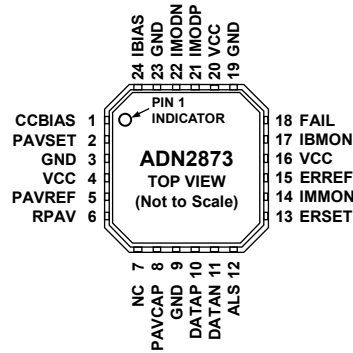 24 IBIAS
23 GND
22 IMODN
21 IMODP
20 VCC
19 GND
CCBIAS 1
PAVSET 2
GND 3
VCC 4
PAVREF 5
RPAV 6
PIN 1
INDICATOR
ADN2873
TOP VIEW
(Not to Scale)
18 FAIL
17 IBMON
16 VCC
15 ERREF
14 IMMON
13 ERSET
NC 7
PAVCAP 8
GND 9
DATAP 10
DATAN 11
ALS 12